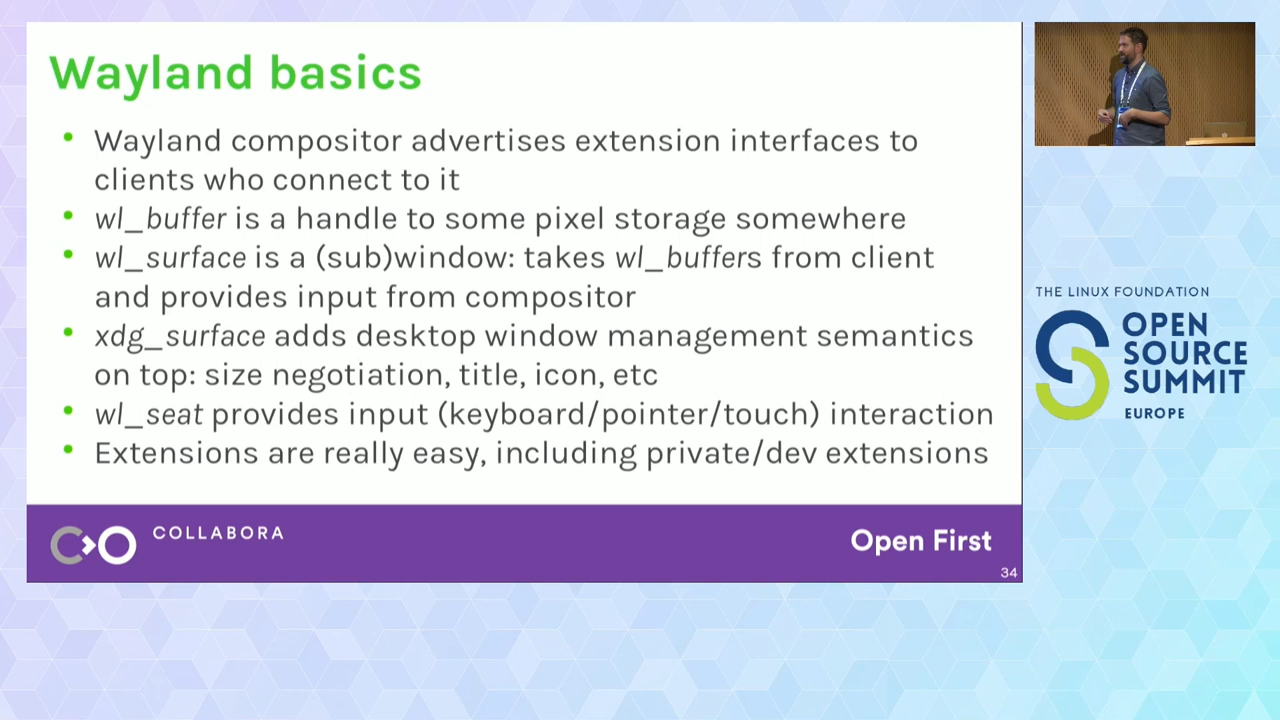 Wayland basics
• Wayland compositor advertises extension interfaces to
clients who connect to it
• wl_buffer is a handle to some pixel storage somewhere
• wl_surface is a (sub)window: takes wl_buffers from client
and provides input from compositor
• xdg_surface adds desktop window management semantics
on top: size negotiation, title, icon, etc
• wl_seat provides input (keyboard/pointer/touch) interaction
• Extensions are really easy, including private/dev extensions
COLLABORA
Open First
34
THE LINUX FOUNDATION
OPEN
SOURCE
SUMMIT
EUROPE